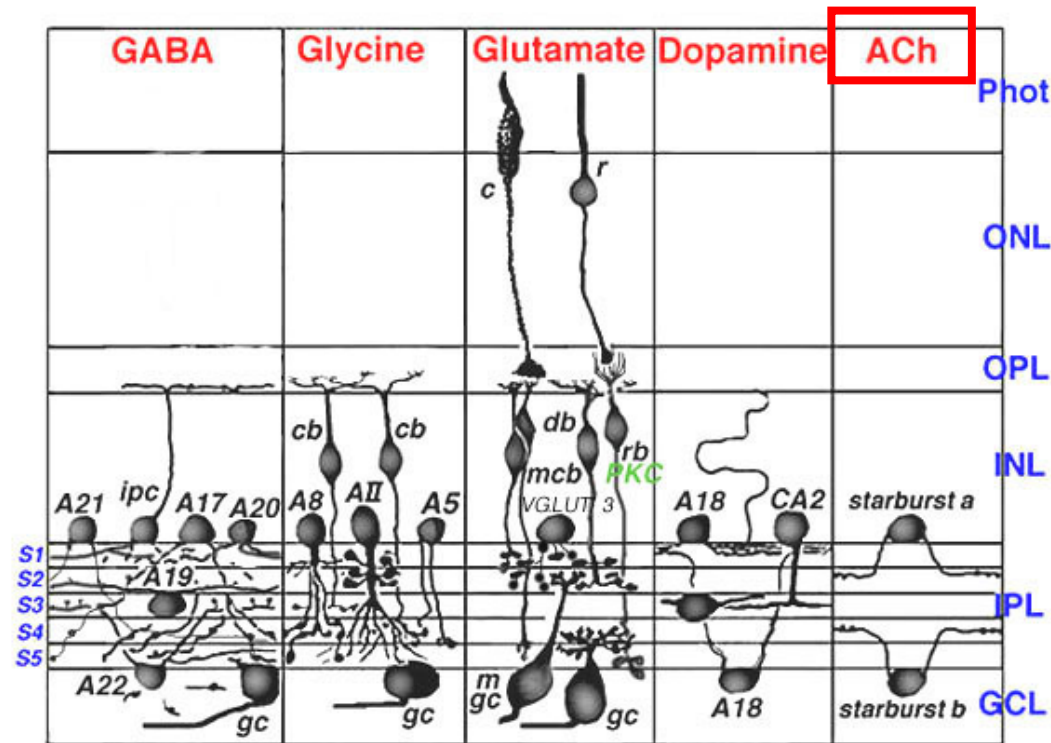 GABA Glycine Glutamate Dopamine ACh
Phot
c r
ONL
OPL
cb cb db rb
mcb PKC INL
A21 ipc A17 A20 A8 AII A5 VGLUT 3 A18 CA2 starburst a
S1
S2
A19
S3 IPL
S4
S5
A22 gc gc m gc gc A18 starburst b GCL